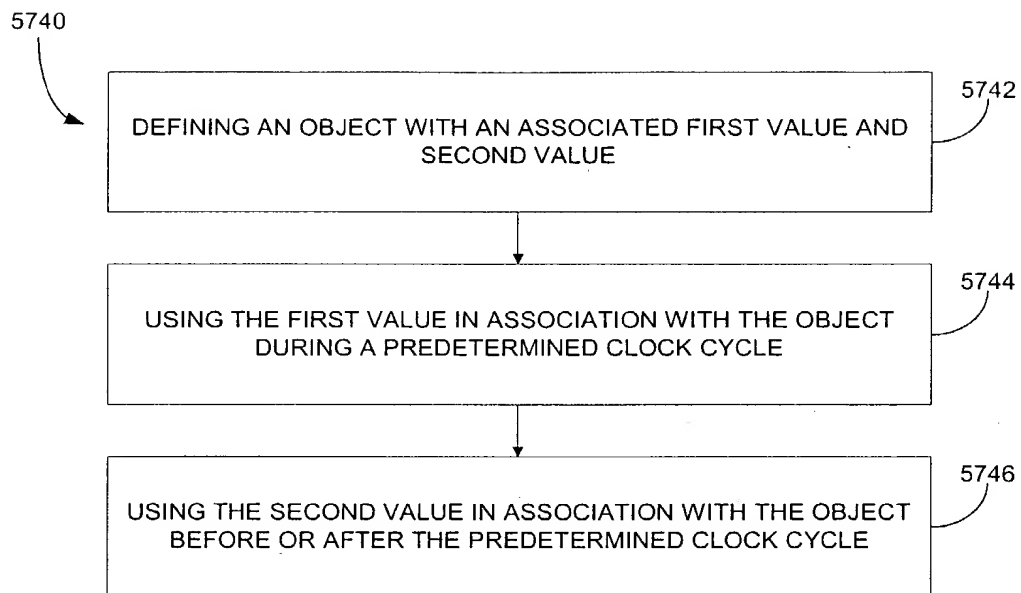 5740
5742
DEFINING AN OBJECT WITH AN ASSOCIATED FIRST VALUE AND
SECOND VALUE
5744
USING THE FIRST VALUE IN ASSOCIATION WITH THE OBJECT
DURING A PREDETERMINED CLOCK CYCLE
5746
USING THE SECOND VALUE IN ASSOCIATION WITH THE OBJECT
BEFORE OR AFTER THE PREDETERMINED CLOCK CYCLE